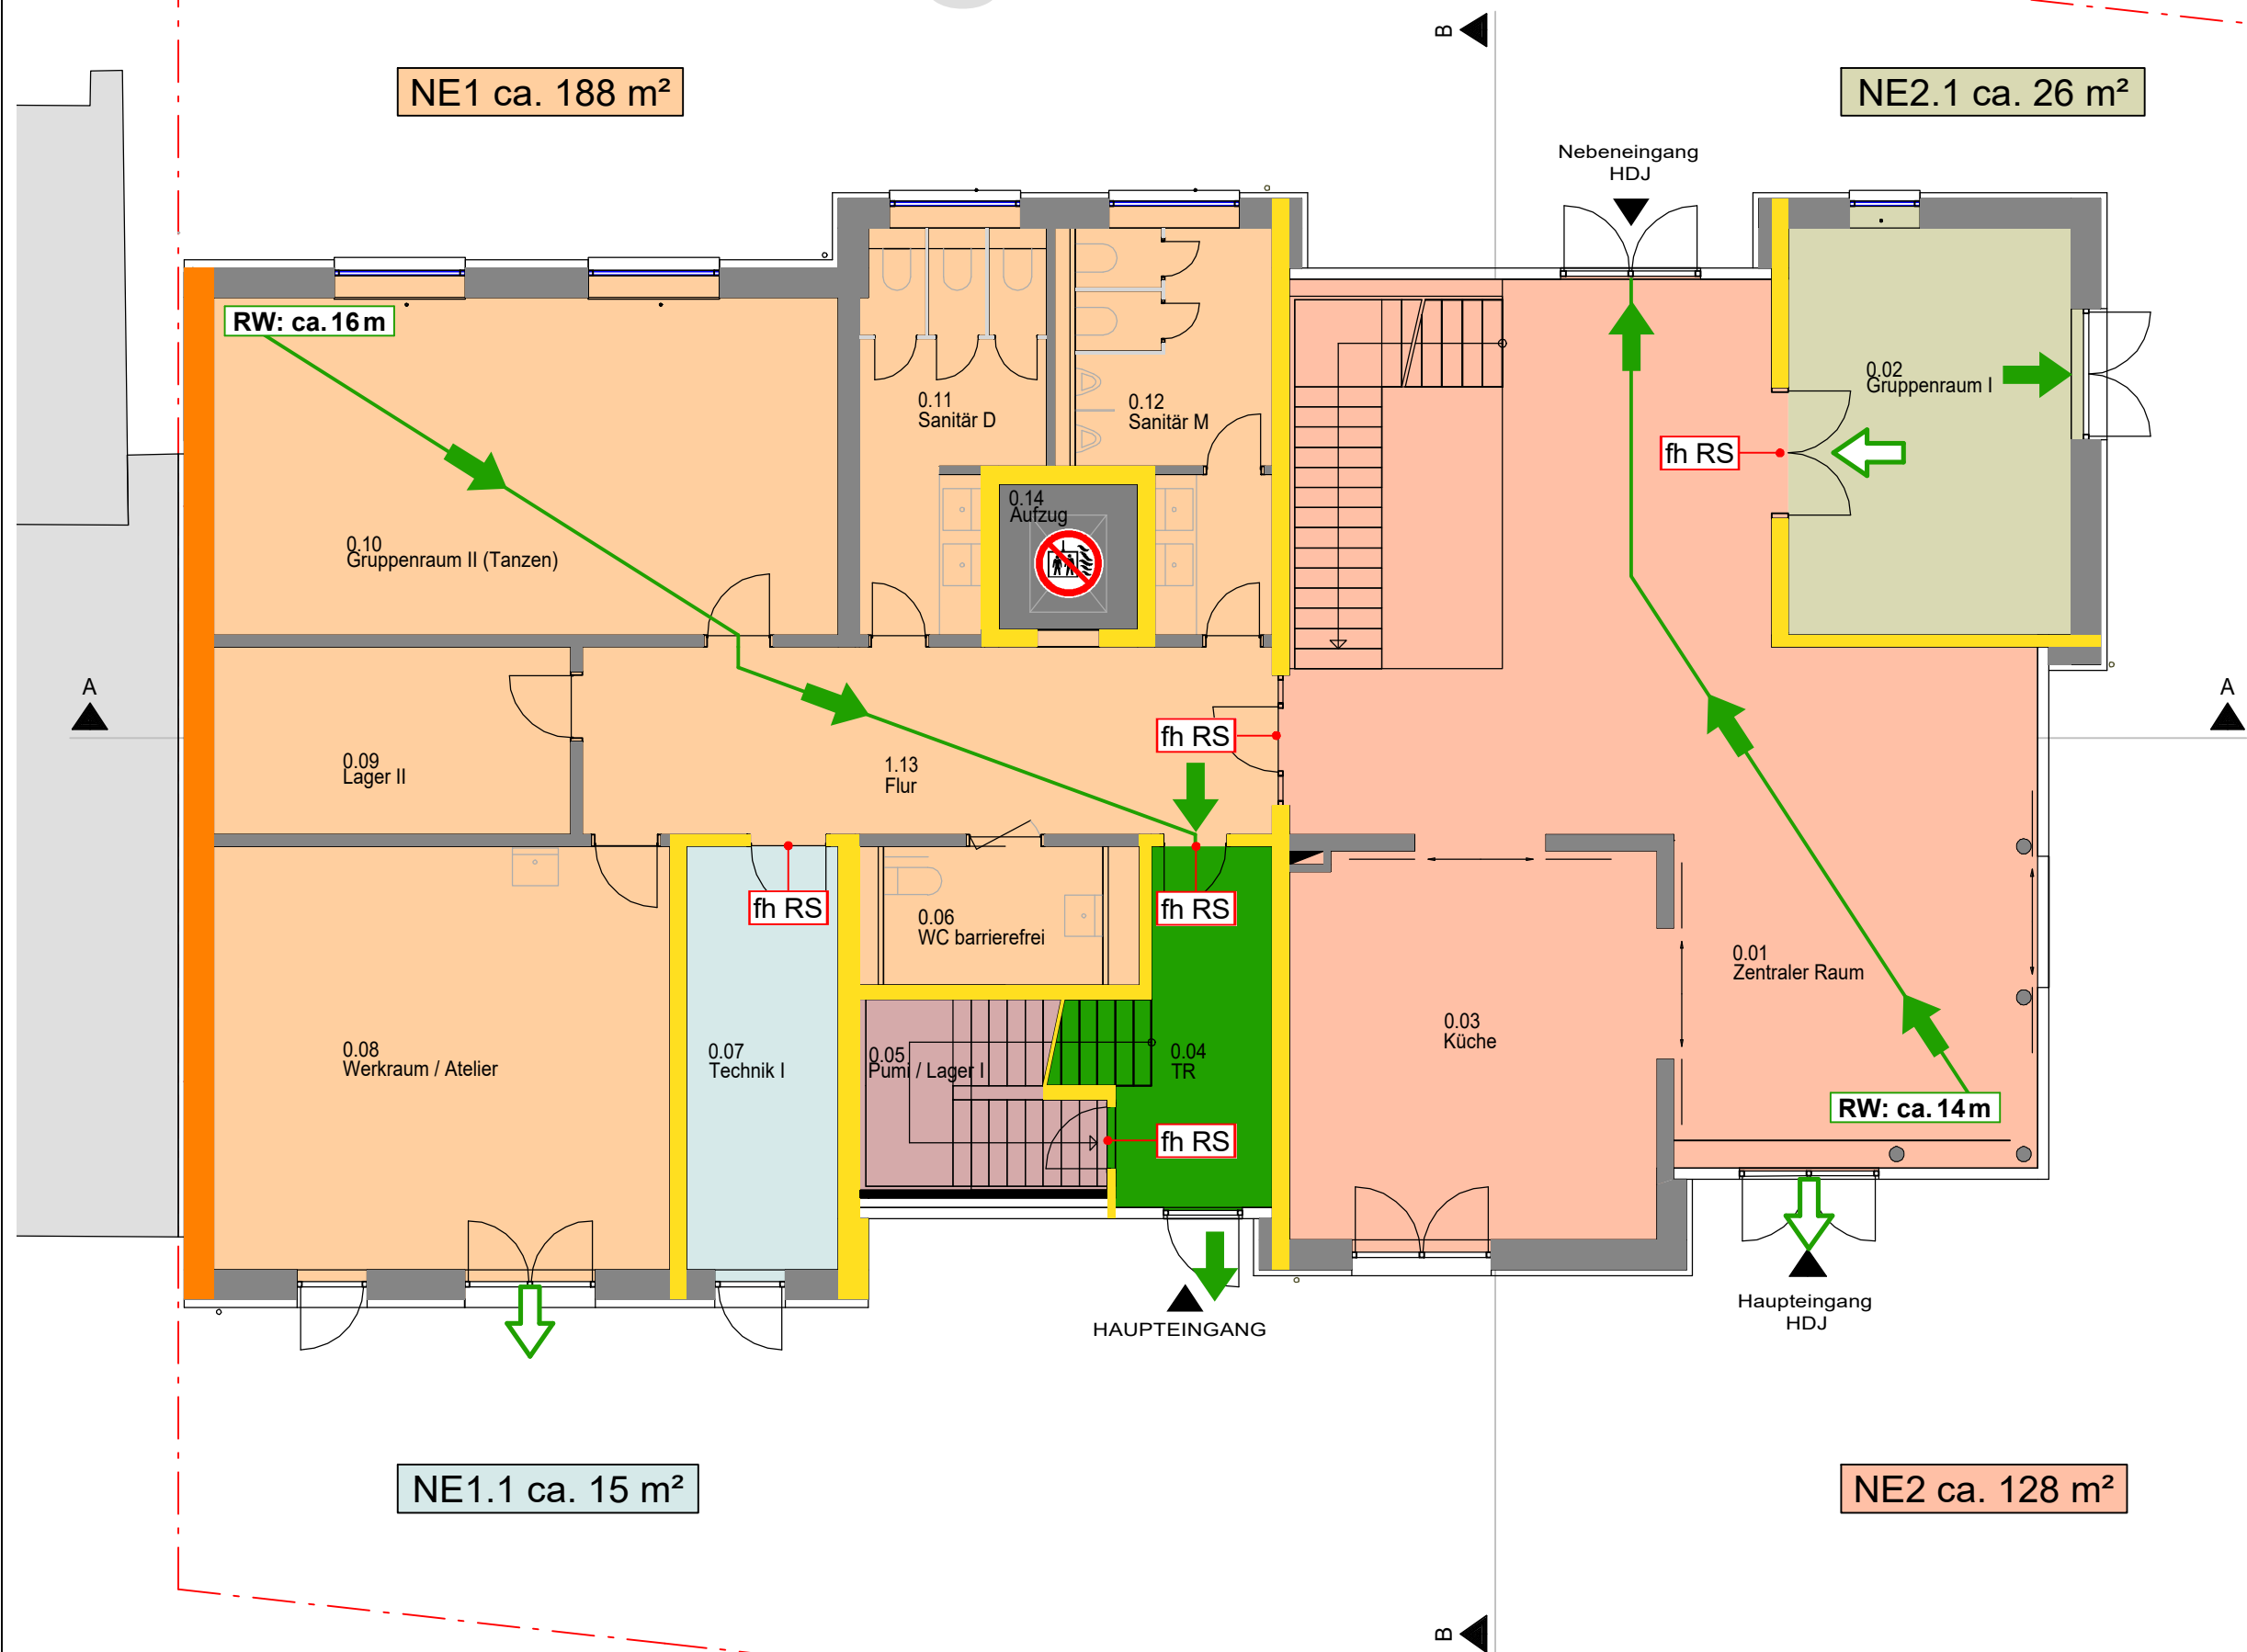 B
NE1 ca. 188 m²
NE2.1 ca. 26 m²
Nebeneingang
HDJ
RW: ca. 16 m
0.11
Sanitär D
0.12
Sanitär M
0.02
Gruppenraum I
fh RS
0.14
Aufzug
0.10
Gruppenraum II (Tanzen)
A
A
fh RS
0.09
Lager II
1.13
Flur
fh RS
fh RS
0.06
WC barrierefrei
0.01
Zentraler Raum
0.03
Küche
0.08
Werkraum / Atelier
0.07
Technik I
0.05
Pumi / Lager I
0.04
TR
RW: ca. 14 m
fh RS
Haupteingang
HDJ
HAUPTEINGANG
NE1.1 ca. 15 m²
NE2 ca. 128 m²
B